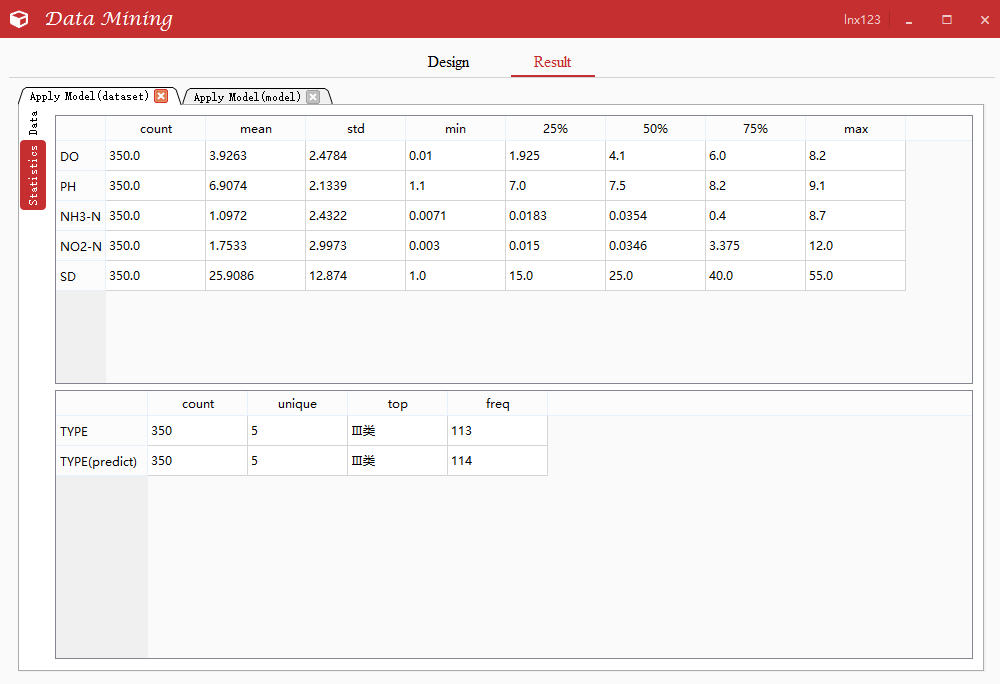 Data Mining lnx123
Design Result
Apply Model(dataset) Apply Model(model)
Data
Statistics
count mean std min 25% 50% 75% max
DO 350.0 3.9263 2.4784 0.01 1.925 4.1 6.0 8.2
PH 350.0 6.9074 2.1339 1.1 7.0 7.5 8.2 9.1
NH3-N 350.0 1.0972 2.4322 0.0071 0.0183 0.0354 0.4 8.7
NO2-N 350.0 1.7533 2.9973 0.003 0.015 0.0346 3.375 12.0
SD 350.0 25.9086 12.874 1.0 15.0 25.0 40.0 55.0
count unique top freq
TYPE 350 5 Ⅲ类 113
TYPE(predict) 350 5 Ⅲ类 114